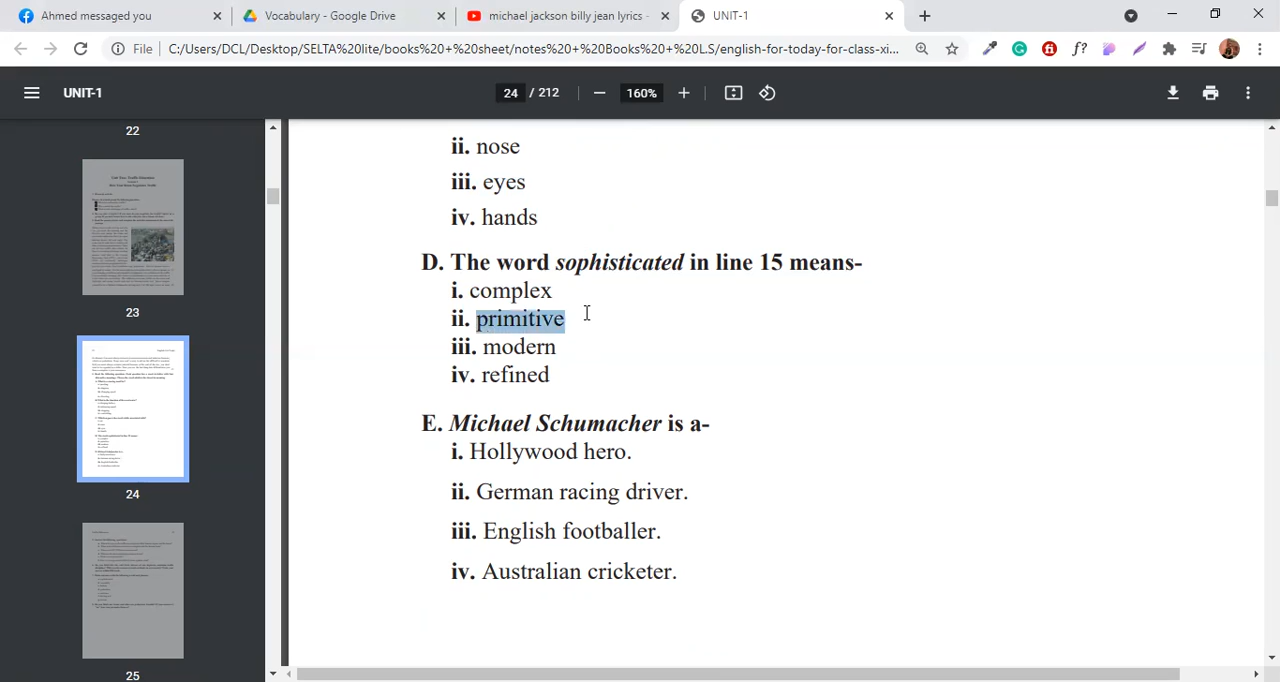 Ahmed messaged you
Vocabulary - Google Drive
michael jackson billy jean lyrics -
UNIT-1
File
C:/Users/DCL/Desktop/SELTA%20lite/books%20+%20sheet/notes%20+%20Books%20+%20L.S/english-for-today-for-class-xi...
f?
UNIT-1
24 / 212
160%
22
23
24
25
ii. nose
iii. eyes
iv. hands
D. The word sophisticated in line 15 means-
i. complex
ii. primitive
iii. modern
iv. refined
E. Michael Schumacher is a-
i. Hollywood hero.
ii. German racing driver.
iii. English footballer.
iv. Australian cricketer.